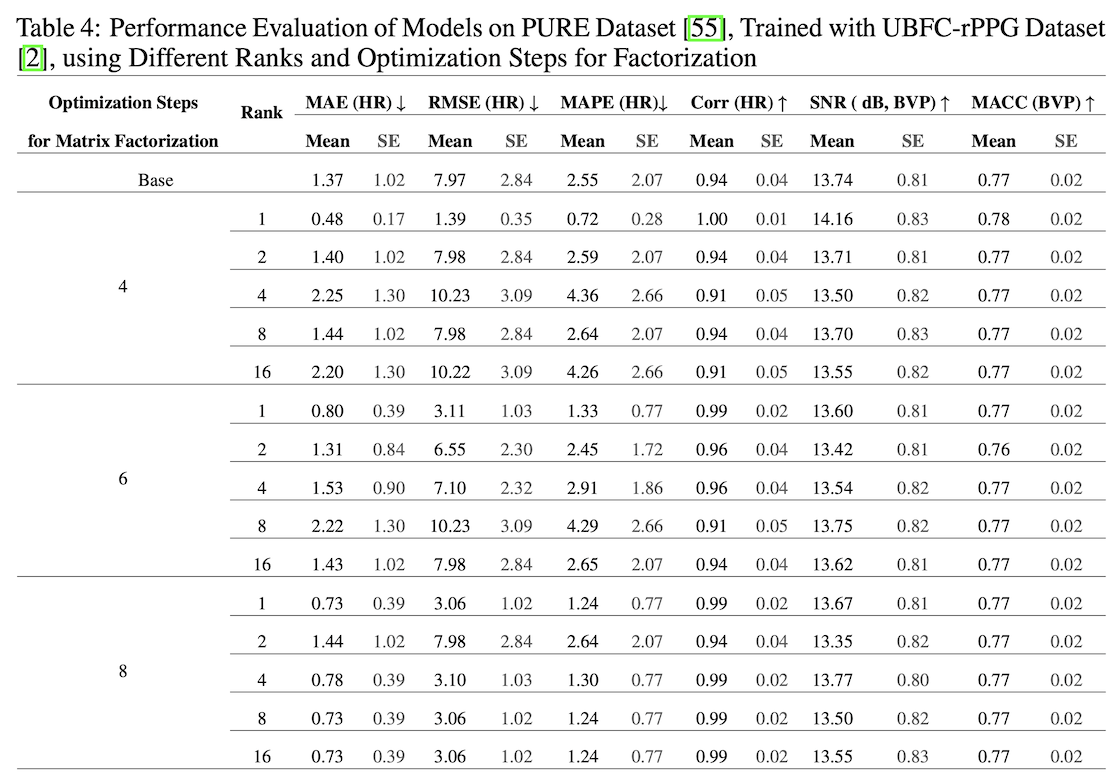 Table 4: Performance Evaluation of Models on PURE Dataset [55], Trained with UBFC-rPPG Dataset
[2], using Different Ranks and Optimization Steps for Factorization
Optimization Steps for Matrix Factorization Rank MAE (HR) ↓ RMSE (HR) ↓ MAPE (HR)↓ Corr (HR) ↑ SNR ( dB, BVP) ↑ MACC (BVP) ↑
Mean SE Mean SE Mean SE Mean SE Mean SE Mean SE
Base 1.37 1.02 7.97 2.84 2.55 2.07 0.94 0.04 13.74 0.81 0.77 0.02
4
1 0.48 0.17 1.39 0.35 0.72 0.28 1.00 0.01 14.16 0.83 0.78 0.02
2 1.40 1.02 7.98 2.84 2.59 2.07 0.94 0.04 13.71 0.81 0.77 0.02
4 2.25 1.30 10.23 3.09 4.36 2.66 0.91 0.05 13.50 0.82 0.77 0.02
8 1.44 1.02 7.98 2.84 2.64 2.07 0.94 0.04 13.70 0.83 0.77 0.02
16 2.20 1.30 10.22 3.09 4.26 2.66 0.91 0.05 13.55 0.82 0.77 0.02
6
1 0.80 0.39 3.11 1.03 1.33 0.77 0.99 0.02 13.60 0.81 0.77 0.02
2 1.31 0.84 6.55 2.30 2.45 1.72 0.96 0.04 13.42 0.81 0.76 0.02
4 1.53 0.90 7.10 2.32 2.91 1.86 0.96 0.04 13.54 0.82 0.77 0.02
8 2.22 1.30 10.23 3.09 4.29 2.66 0.91 0.05 13.75 0.82 0.77 0.02
16 1.43 1.02 7.98 2.84 2.65 2.07 0.94 0.04 13.62 0.81 0.77 0.02
8
1 0.73 0.39 3.06 1.02 1.24 0.77 0.99 0.02 13.67 0.81 0.77 0.02
2 1.44 1.02 7.98 2.84 2.64 2.07 0.94 0.04 13.35 0.82 0.77 0.02
4 0.78 0.39 3.10 1.03 1.30 0.77 0.99 0.02 13.77 0.80 0.77 0.02
8 0.73 0.39 3.06 1.02 1.24 0.77 0.99 0.02 13.50 0.82 0.77 0.02
16 0.73 0.39 3.06 1.02 1.24 0.77 0.99 0.02 13.55 0.83 0.77 0.02